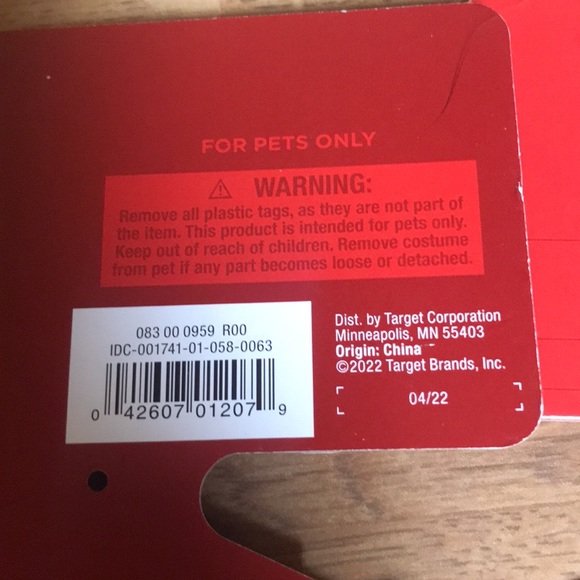 FOR PETS ONLY
⚠ WARNING:
Remove all plastic tags, as they are not part of
the item. This product is intended for pets only.
Keep out of reach of children. Remove costume
from pet if any part becomes loose or detached.
083 00 0959 R00
IDC-001741-01-058-0063
0 42607 01207 9
Dist. by Target Corporation
Minneapolis, MN 55403
Origin: China
©2022 Target Brands, Inc.
04/22